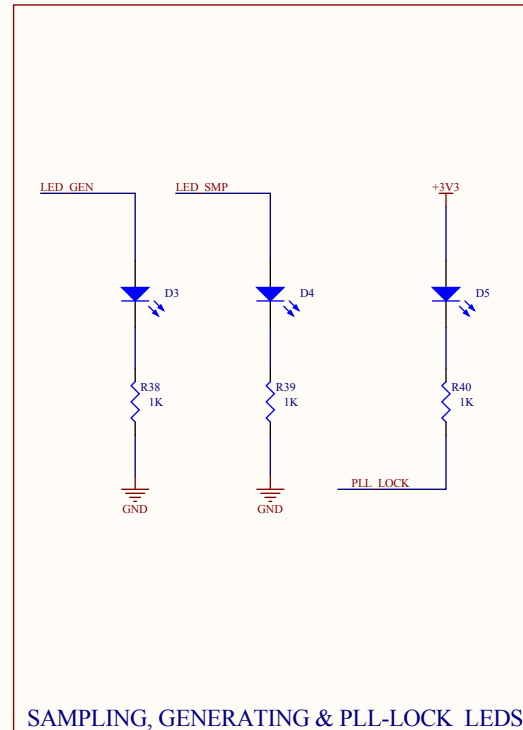 LED_GEN LED_SMP +3V3
D3 D4 D5
R38 R39 R40
1K 1K 1K
PLL_LOCK
GND GND
SAMPLING, GENERATING & PLL-LOCK LEDS